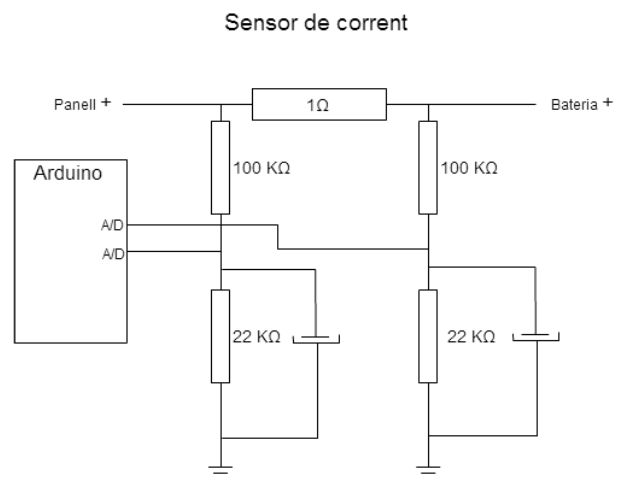 Sensor de corrent
Panell +
1Ω
Bateria +
100 KΩ
100 KΩ
Arduino
A/D
A/D
22 KΩ
22 KΩ